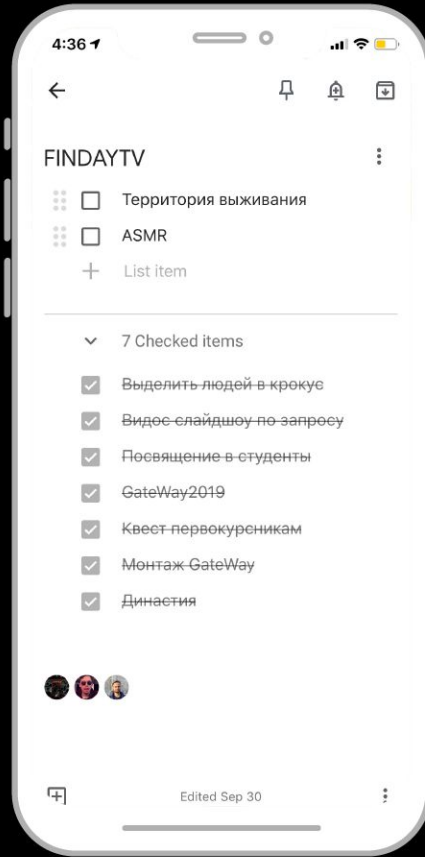 4:36
FINDAYTV
Территория выживания
ASMR
List item
7 Checked items
Выделить людей в крокус
Видос слайдшоу по запросу
Посвящение в студенты
GateWay2019
Квест первокурсникам
Монтаж GateWay
Династия
Edited Sep 30